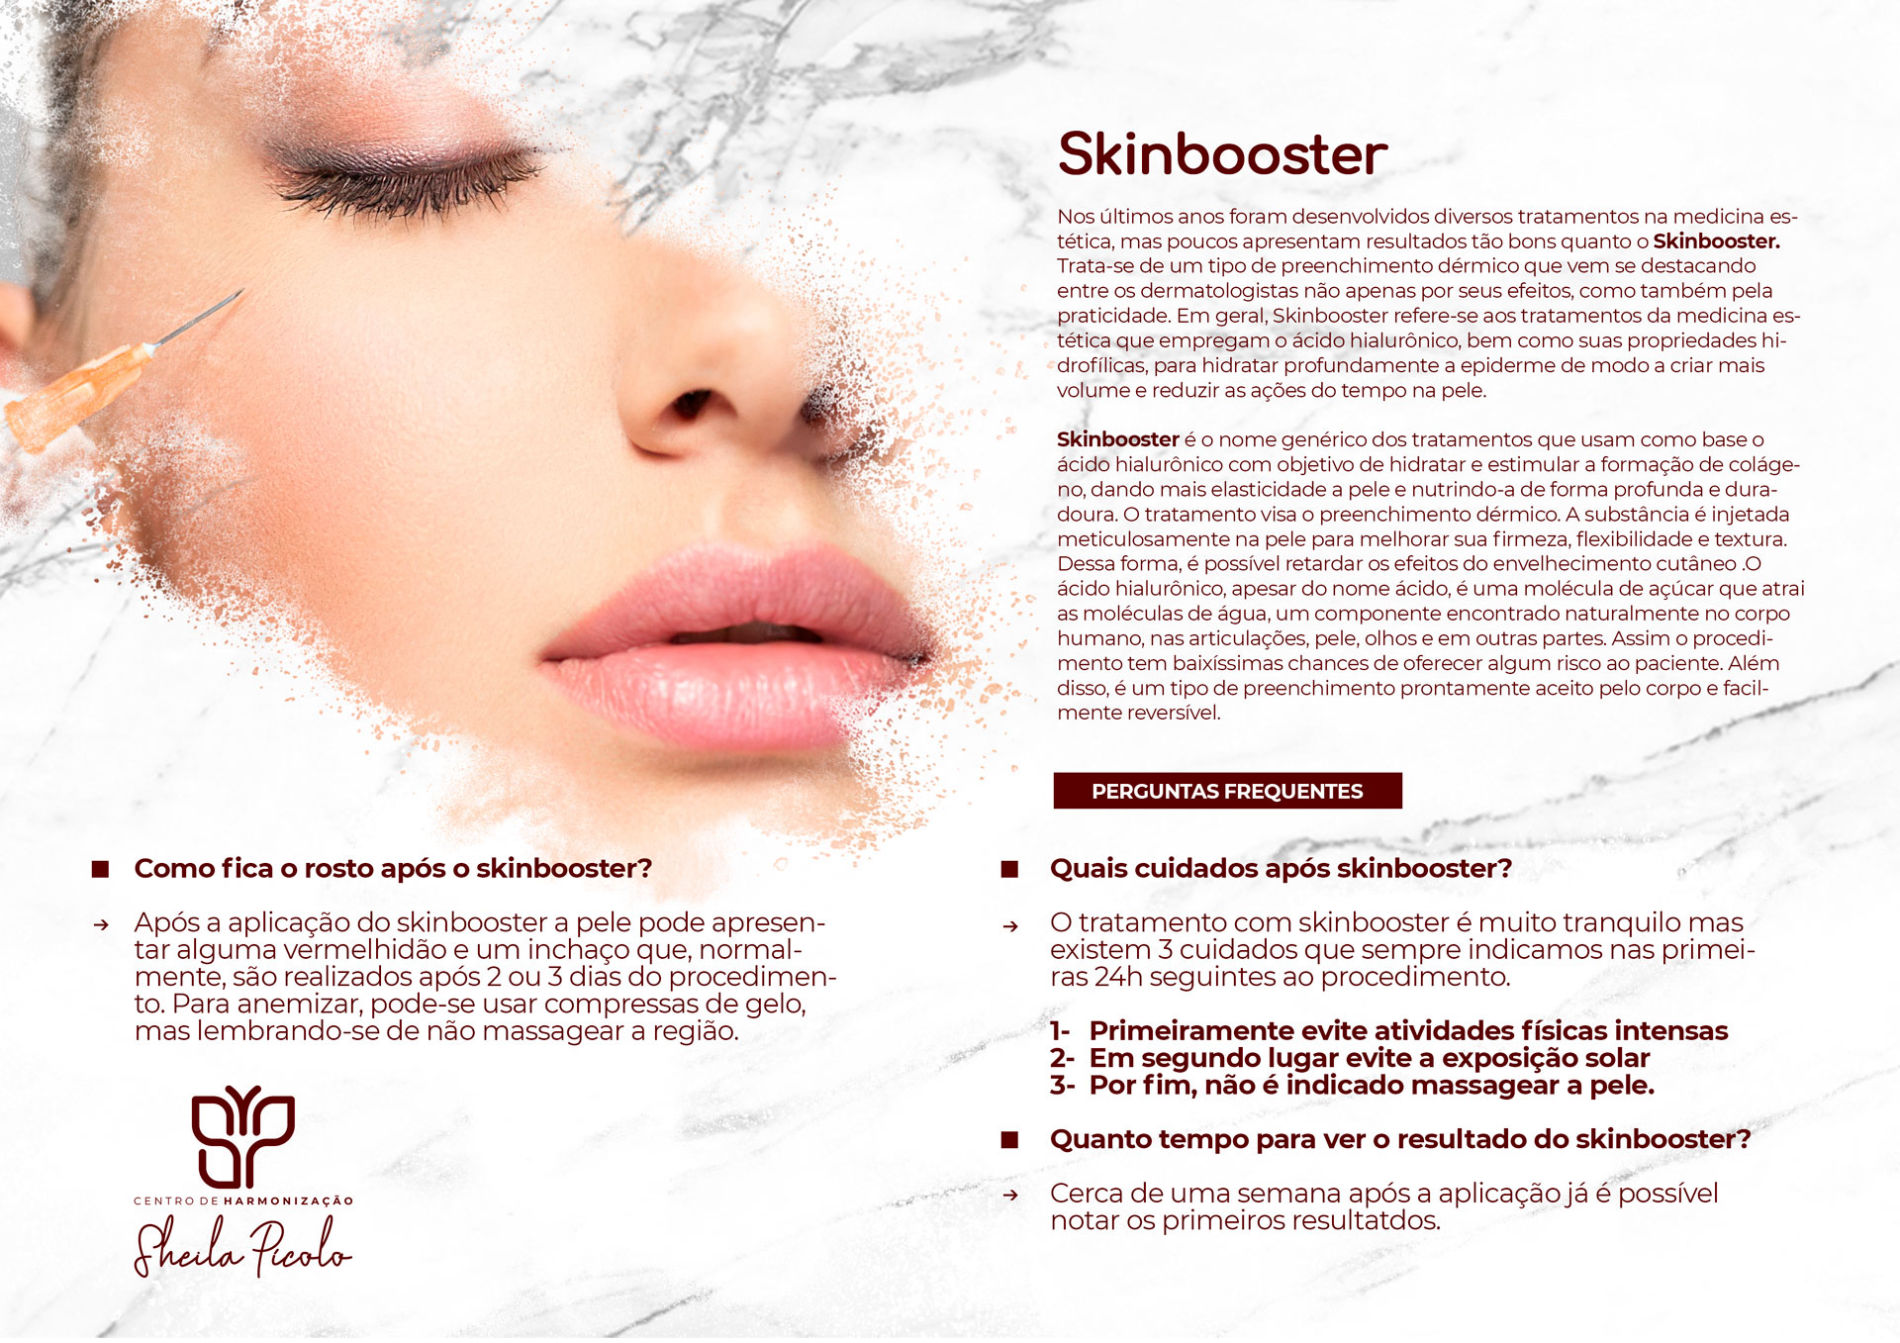 Skinbooster
Nos últimos anos foram desenvolvidos diversos tratamentos na medicina es-
tética, mas poucos apresentam resultados tão bons quanto o Skinbooster.
Trata-se de um tipo de preenchimento dérmico que vem se destacando
entre os dermatologistas não apenas por seus efeitos, como também pela
praticidade. Em geral, Skinbooster refere-se aos tratamentos da medicina es-
tética que empregam o ácido hialurônico, bem como suas propriedades hi-
drofílicas, para hidratar profundamente a epiderme de modo a criar mais
volume e reduzir as ações do tempo na pele.
Skinbooster é o nome genérico dos tratamentos que usam como base o
ácido hialurônico com objetivo de hidratar e estimular a formação de coláge-
no, dando mais elasticidade a pele e nutrindo-a de forma profunda e dura-
doura. O tratamento visa o preenchimento dérmico. A substância é injetada
meticulosamente na pele para melhorar sua firmeza, flexibilidade e textura.
Dessa forma, é possível retardar os efeitos do envelhecimento cutâneo .O
ácido hialurônico, apesar do nome ácido, é uma molécula de açúcar que atrai
as moléculas de água, um componente encontrado naturalmente no corpo
humano, nas articulações, pele, olhos e em outras partes. Assim o procedi-
mento tem baixíssimas chances de oferecer algum risco ao paciente. Além
disso, é um tipo de preenchimento prontamente aceito pelo corpo e facil-
mente reversível.
PERGUNTAS FREQUENTES
Como fica o rosto após o skinbooster?
Após a aplicação do skinbooster a pele pode apresen-
tar alguma vermelhidão e um inchaço que, normal-
mente, são realizados após 2 ou 3 dias do procedimen-
to. Para anemizar, pode-se usar compressas de gelo,
mas lembrando-se de não massagear a região.
Quais cuidados após skinbooster?
O tratamento com skinbooster é muito tranquilo mas
existem 3 cuidados que sempre indicamos nas primei-
ras 24h seguintes ao procedimento.
1- Primeiramente evite atividades físicas intensas
2- Em segundo lugar evite a exposição solar
3- Por fim, não é indicado massagear a pele.
Quanto tempo para ver o resultado do skinbooster?
Cerca de uma semana após a aplicação já é possível
notar os primeiros resultatdos.
CENTRO DE HARMONIZAÇÃO
Sheila Picolo